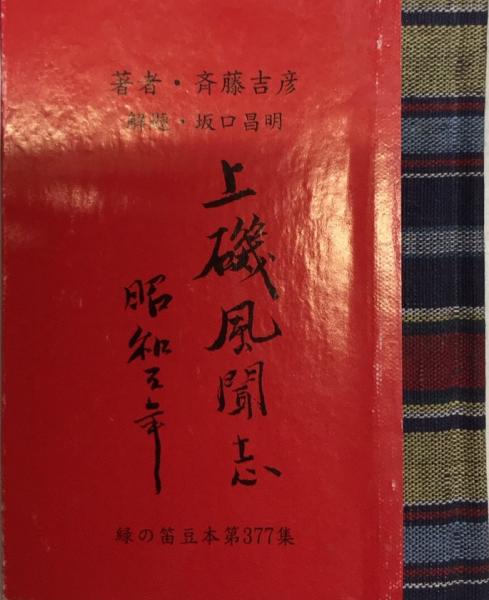 著者・斉藤吉彦
解題・坂口昌明
上磯風聞志
昭和五年
緑の笛豆本第377集